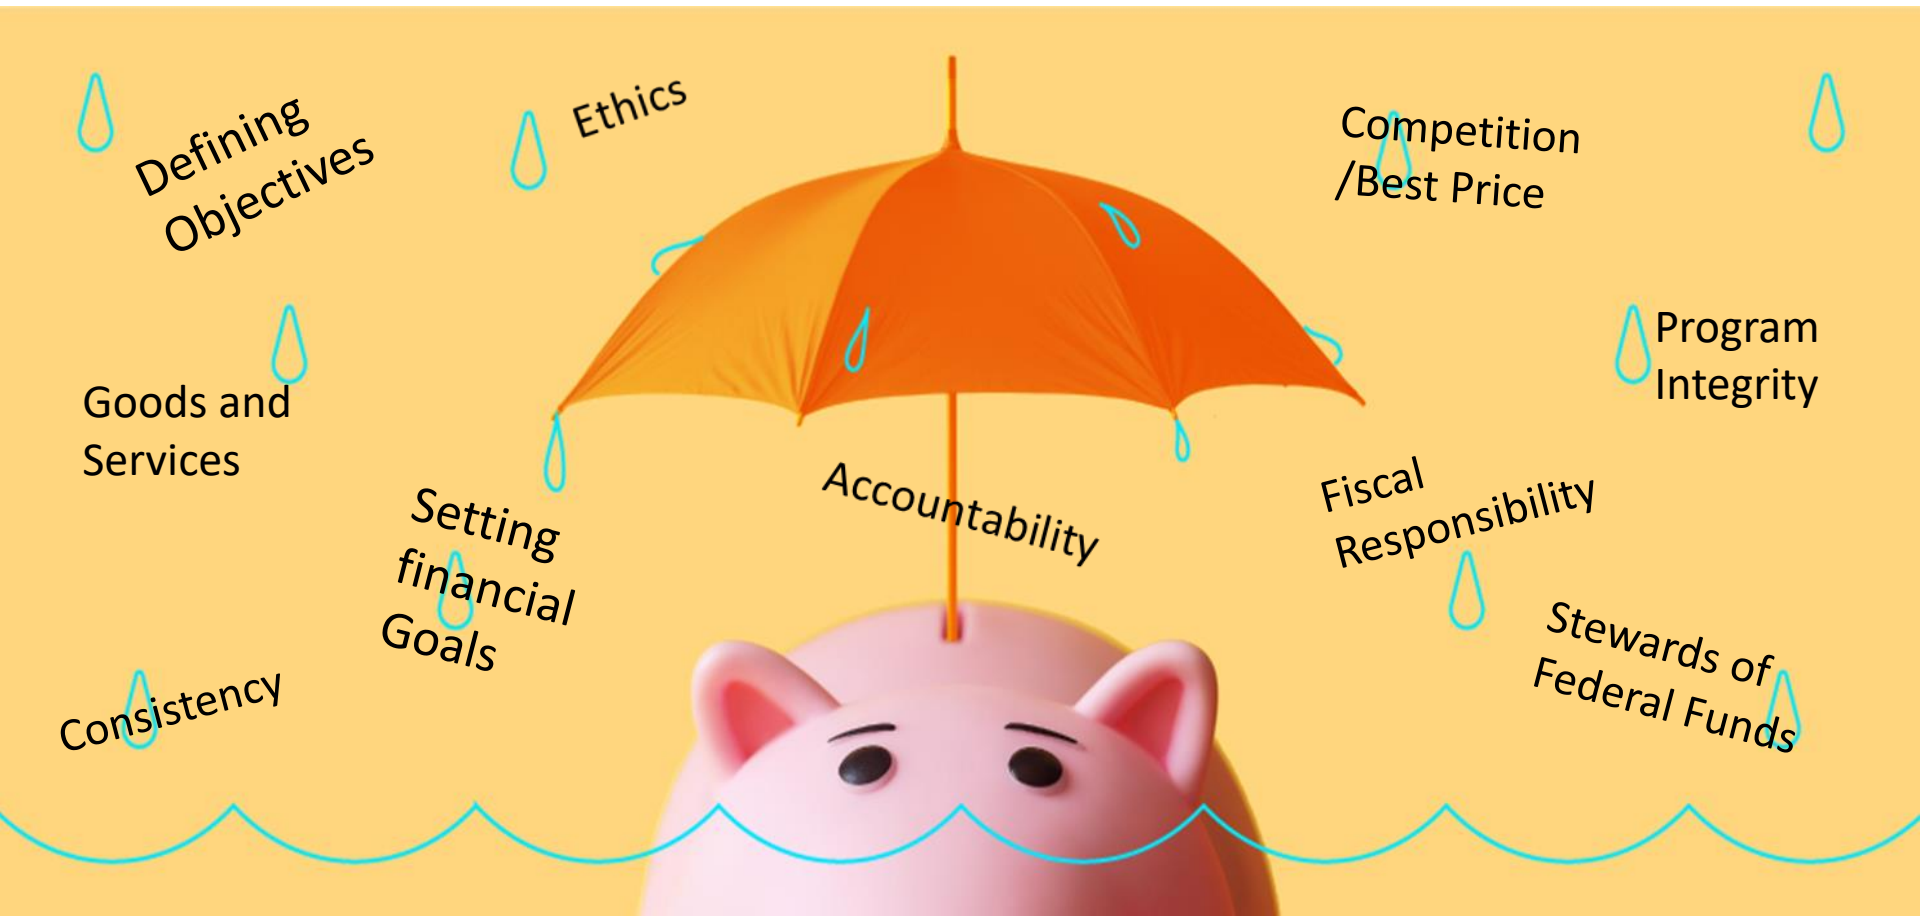 Defining
Objectives
Ethics
Competition
/Best Price
Goods and
Services
Program
Integrity
Setting
financial
Goals
Accountability
Fiscal
Responsibility
Consistency
Stewards of
Federal Funds